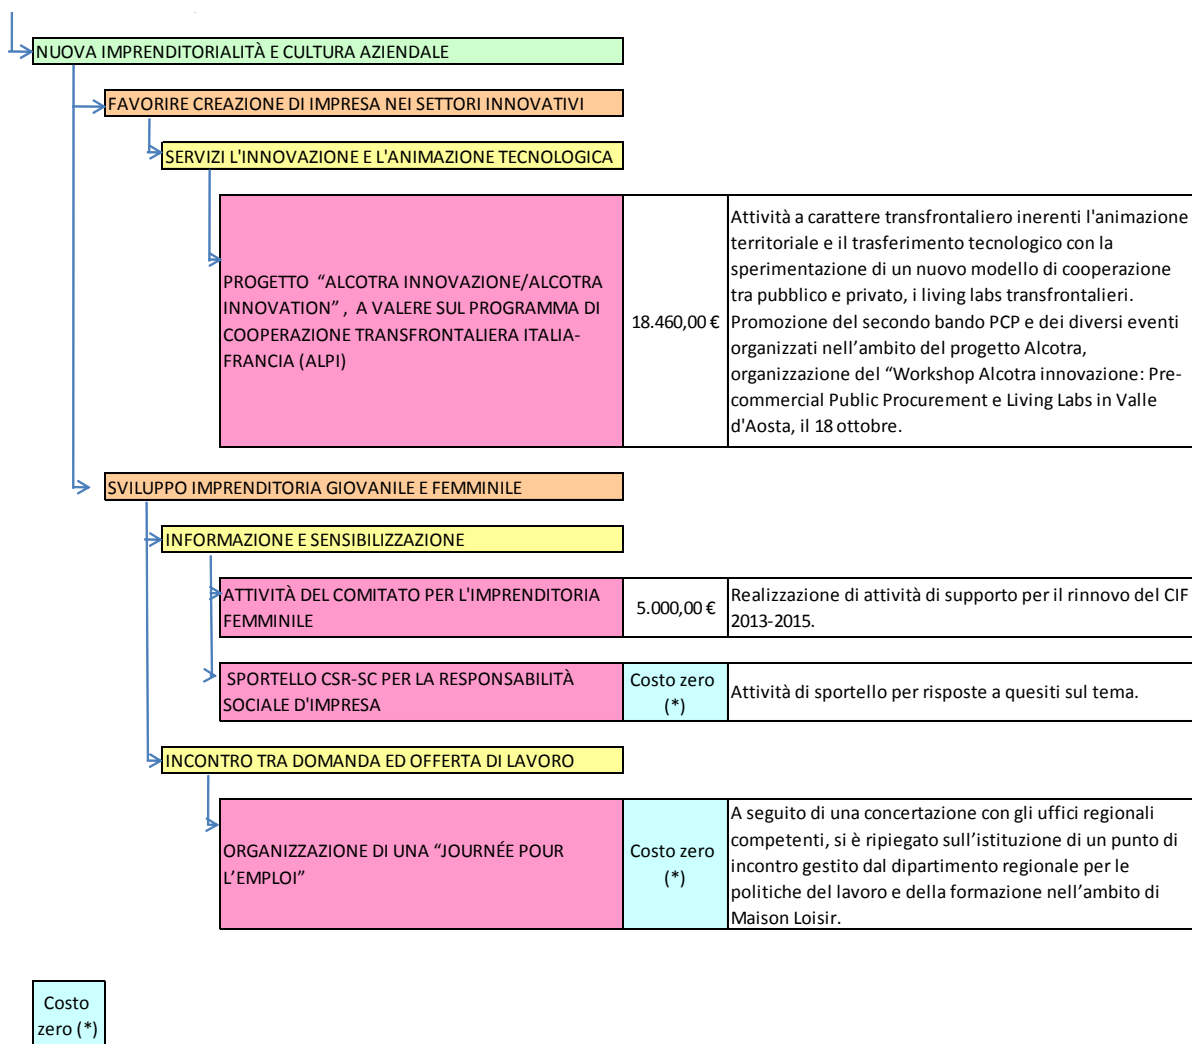 NUOVA IMPRENDITORIALITÀ E CULTURA AZIENDALE
FAVORIRE CREAZIONE DI IMPRESA NEI SETTORI INNOVATIVI
SERVIZI L'INNOVAZIONE E L'ANIMAZIONE TECNOLOGICA
PROGETTO “ALCOTRA INNOVAZIONE/ALCOTRA
INNOVATION” , A VALERE SUL PROGRAMMA DI
COOPERAZIONE TRANSFRONTALIERA ITALIA-
FRANCIA (ALPI)
18.460,00 €
Attività a carattere transfrontaliero inerenti l'animazione
territoriale e il trasferimento tecnologico con la
sperimentazione di un nuovo modello di cooperazione
tra pubblico e privato, i living labs transfrontalieri.
Promozione del secondo bando PCP e dei diversi eventi
organizzati nell’ambito del progetto Alcotra,
organizzazione del “Workshop Alcotra innovazione: Pre-
commercial Public Procurement e Living Labs in Valle
d'Aosta, il 18 ottobre.
SVILUPPO IMPRENDITORIA GIOVANILE E FEMMINILE
INFORMAZIONE E SENSIBILIZZAZIONE
ATTIVITÀ DEL COMITATO PER L'IMPRENDITORIA
FEMMINILE
5.000,00 €
Realizzazione di attività di supporto per il rinnovo del CIF
2013-2015.
SPORTELLO CSR-SC PER LA RESPONSABILITÀ
SOCIALE D'IMPRESA
Costo zero
(*)
Attività di sportello per risposte a quesiti sul tema.
INCONTRO TRA DOMANDA ED OFFERTA DI LAVORO
ORGANIZZAZIONE DI UNA “JOURNÉE POUR
L’EMPLOI”
Costo zero
(*)
A seguito di una concertazione con gli uffici regionali
competenti, si è ripiegato sull’istituzione di un punto di
incontro gestito dal dipartimento regionale per le
politiche del lavoro e della formazione nell’ambito di
Maison Loisir.
Costo
zero (*)